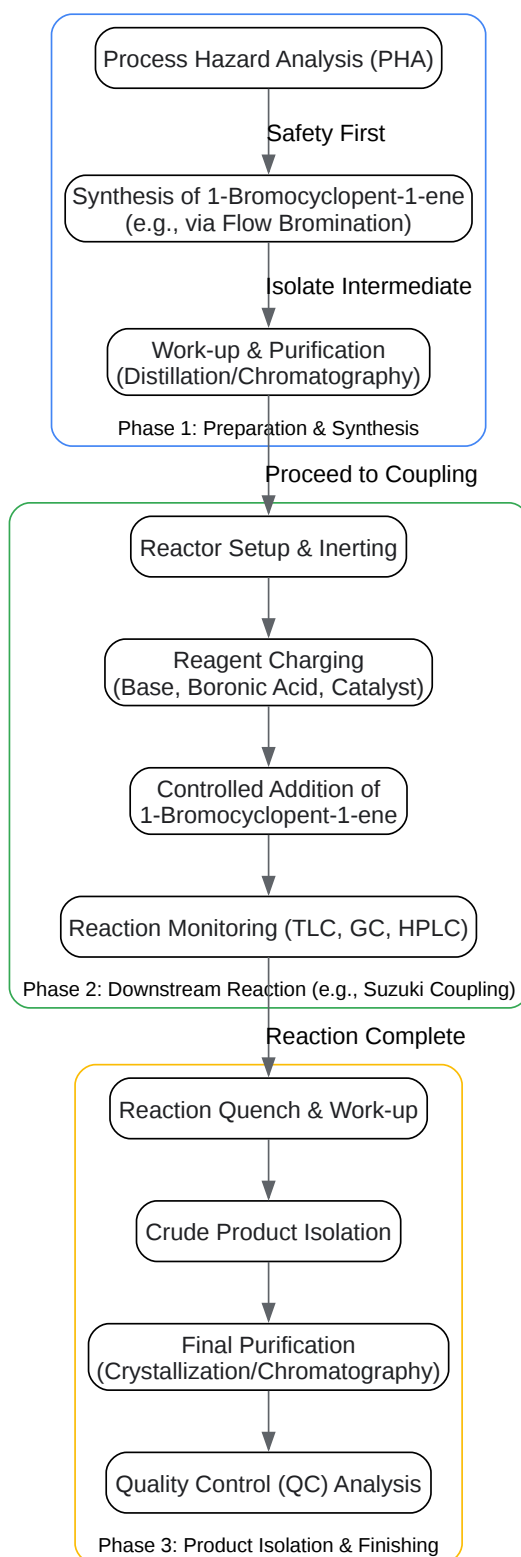 Process Hazard Analysis (PHA)
Safety First
Synthesis of 1-Bromocyclopent-1-ene
(e.g., via Flow Bromination)
Isolate Intermediate
Work-up & Purification
(Distillation/Chromatography)
Phase 1: Preparation & Synthesis
Proceed to Coupling
Reactor Setup & Inerting
Reagent Charging
(Base, Boronic Acid, Catalyst)
Controlled Addition of
1-Bromocyclopent-1-ene
Reaction Monitoring (TLC, GC, HPLC)
Phase 2: Downstream Reaction (e.g., Suzuki Coupling)
Reaction Complete
Reaction Quench & Work-up
Crude Product Isolation
Final Purification
(Crystallization/Chromatography)
Quality Control (QC) Analysis
Phase 3: Product Isolation & Finishing